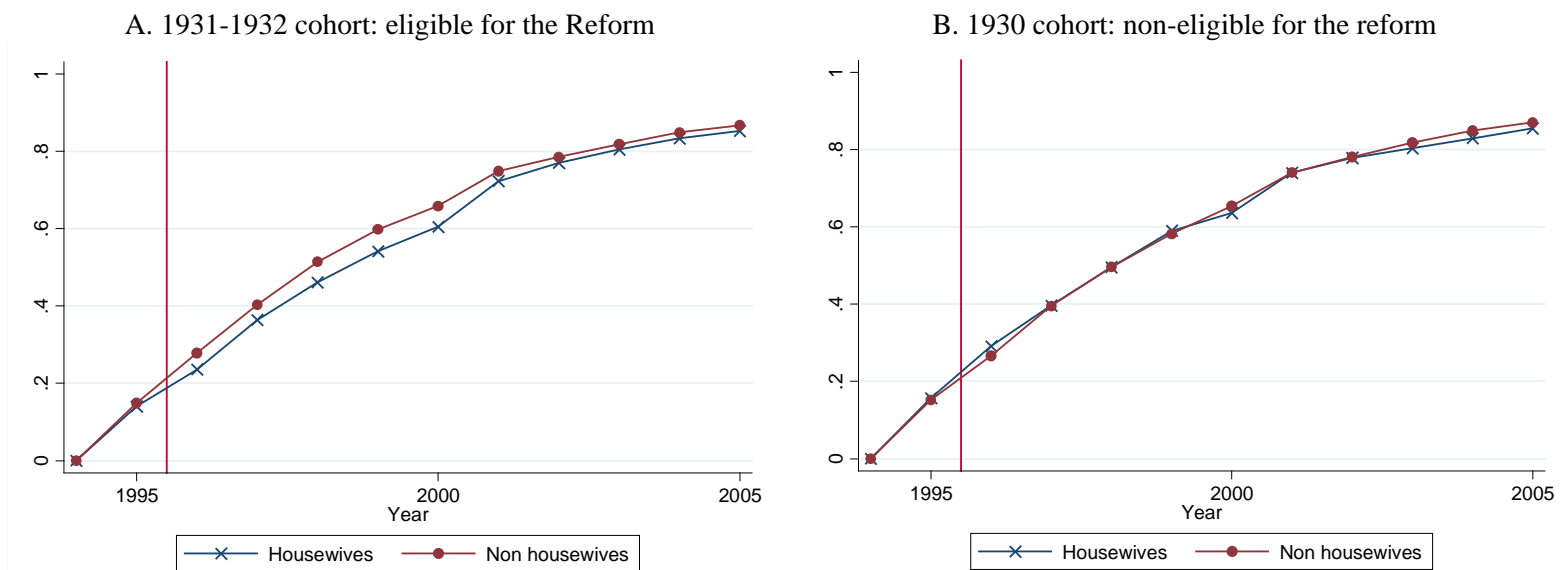 A. 1931-1932 cohort: eligible for the Reform
1
.8
.6
.4
.2
0
1995
2000
2005
Year
Housewives
Non housewives
B. 1930 cohort: non-eligible for the reform
1
.8
.6
.4
.2
0
1995
2000
2005
Year
Housewives
Non housewives